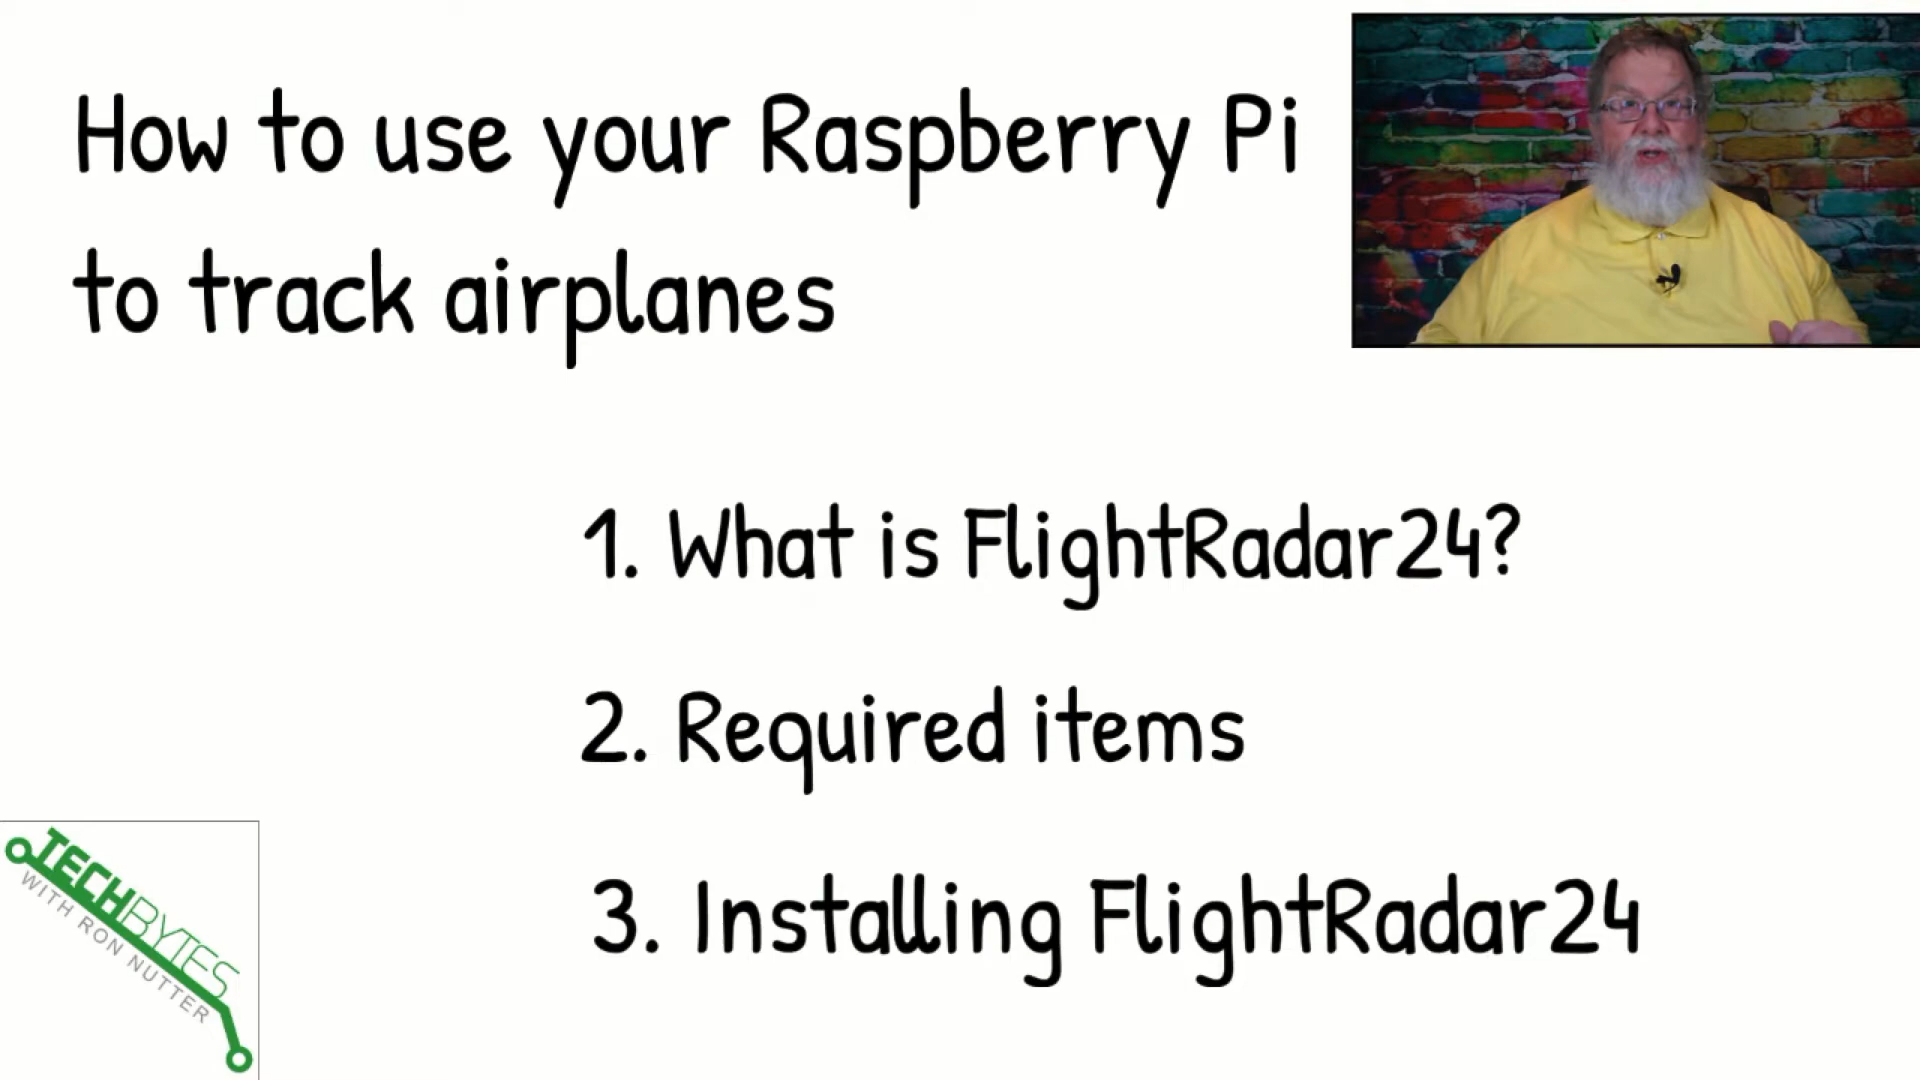 How to use your Raspberry Pi
to track airplanes
1. What is FlightRadar24?
2. Required items
3. Installing FlightRadar24
TECHBYTES
WITH RON NUTTER